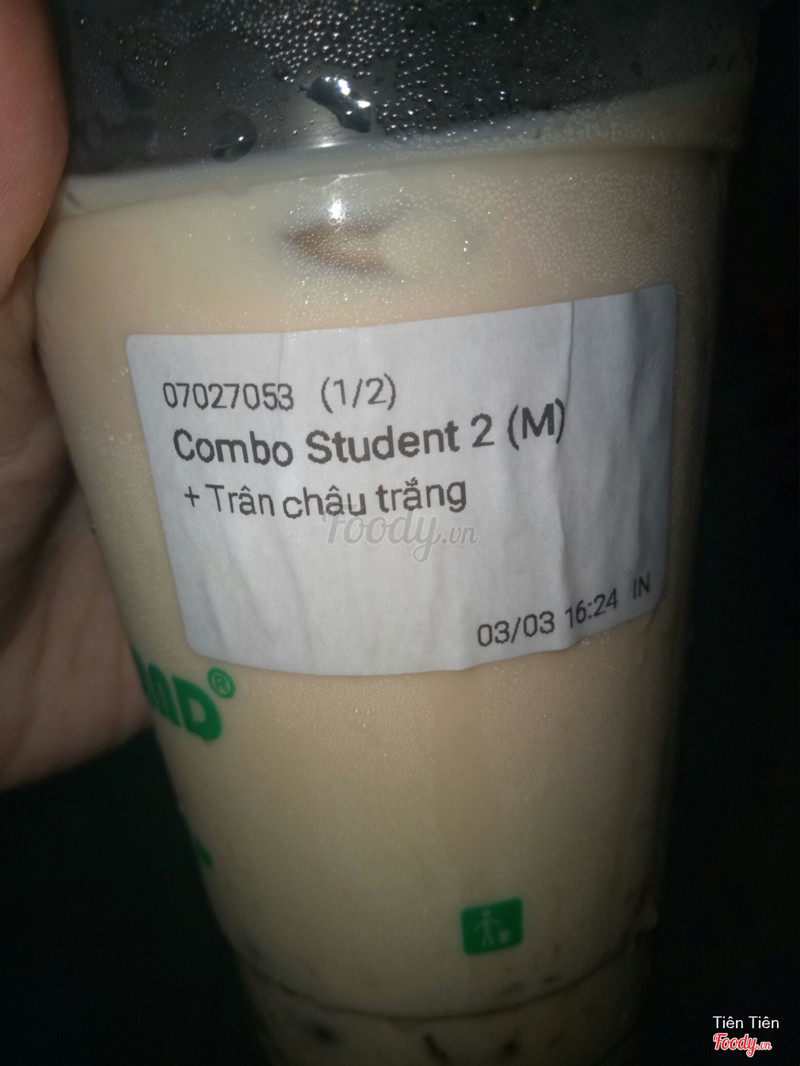 07027053 (1/2)
Combo Student 2 (M)
+ Trân châu trắng
Foody.vn
03/03 16:24 IN
Tiên Tiên
Foody.vn